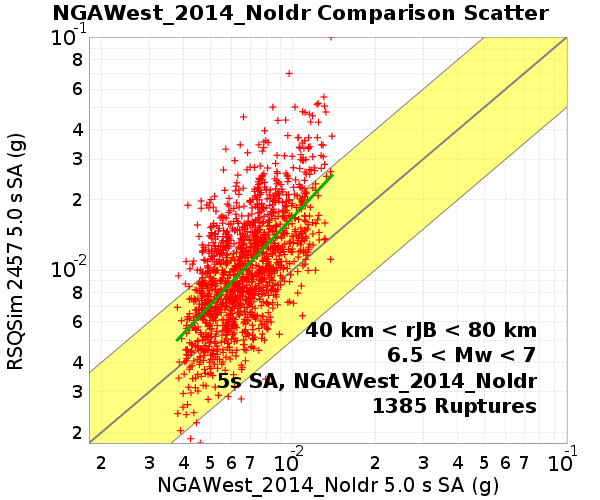 NGAWest_2014_NoIdr Comparison Scatter
10-1
8
6
4
3
2
10-2
8
6
4
3
2
RSQSim 2457 5.0 s SA (g)
40 km < rJB < 80 km
6.5 < Mw < 7
5s SA, NGAWest_2014_NoIdr
1385 Ruptures
2 3 4 5 6 7 10-2 2 3 4 5 6 7 10-1
NGAWest_2014_NoIdr 5.0 s SA (g)